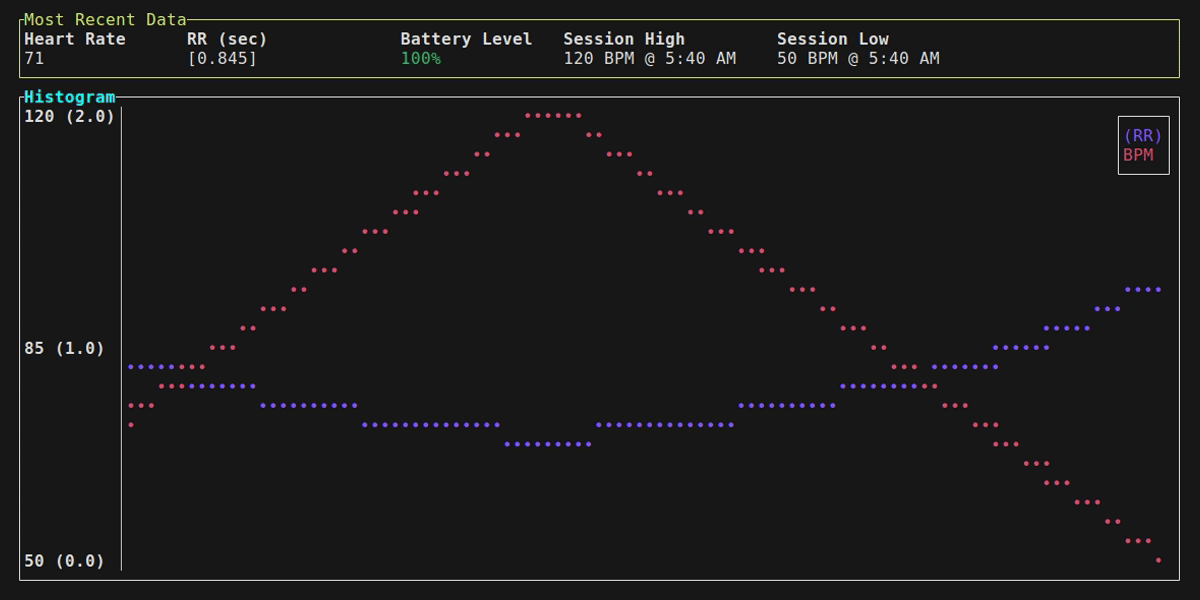 Most Recent Data
Heart Rate RR (sec) Battery Level Session High Session Low
71 [0.845] 100% 120 BPM @ 5:40 AM 50 BPM @ 5:40 AM
Histogram
120 (2.0)
(RR)
BPM
85 (1.0)
50 (0.0)